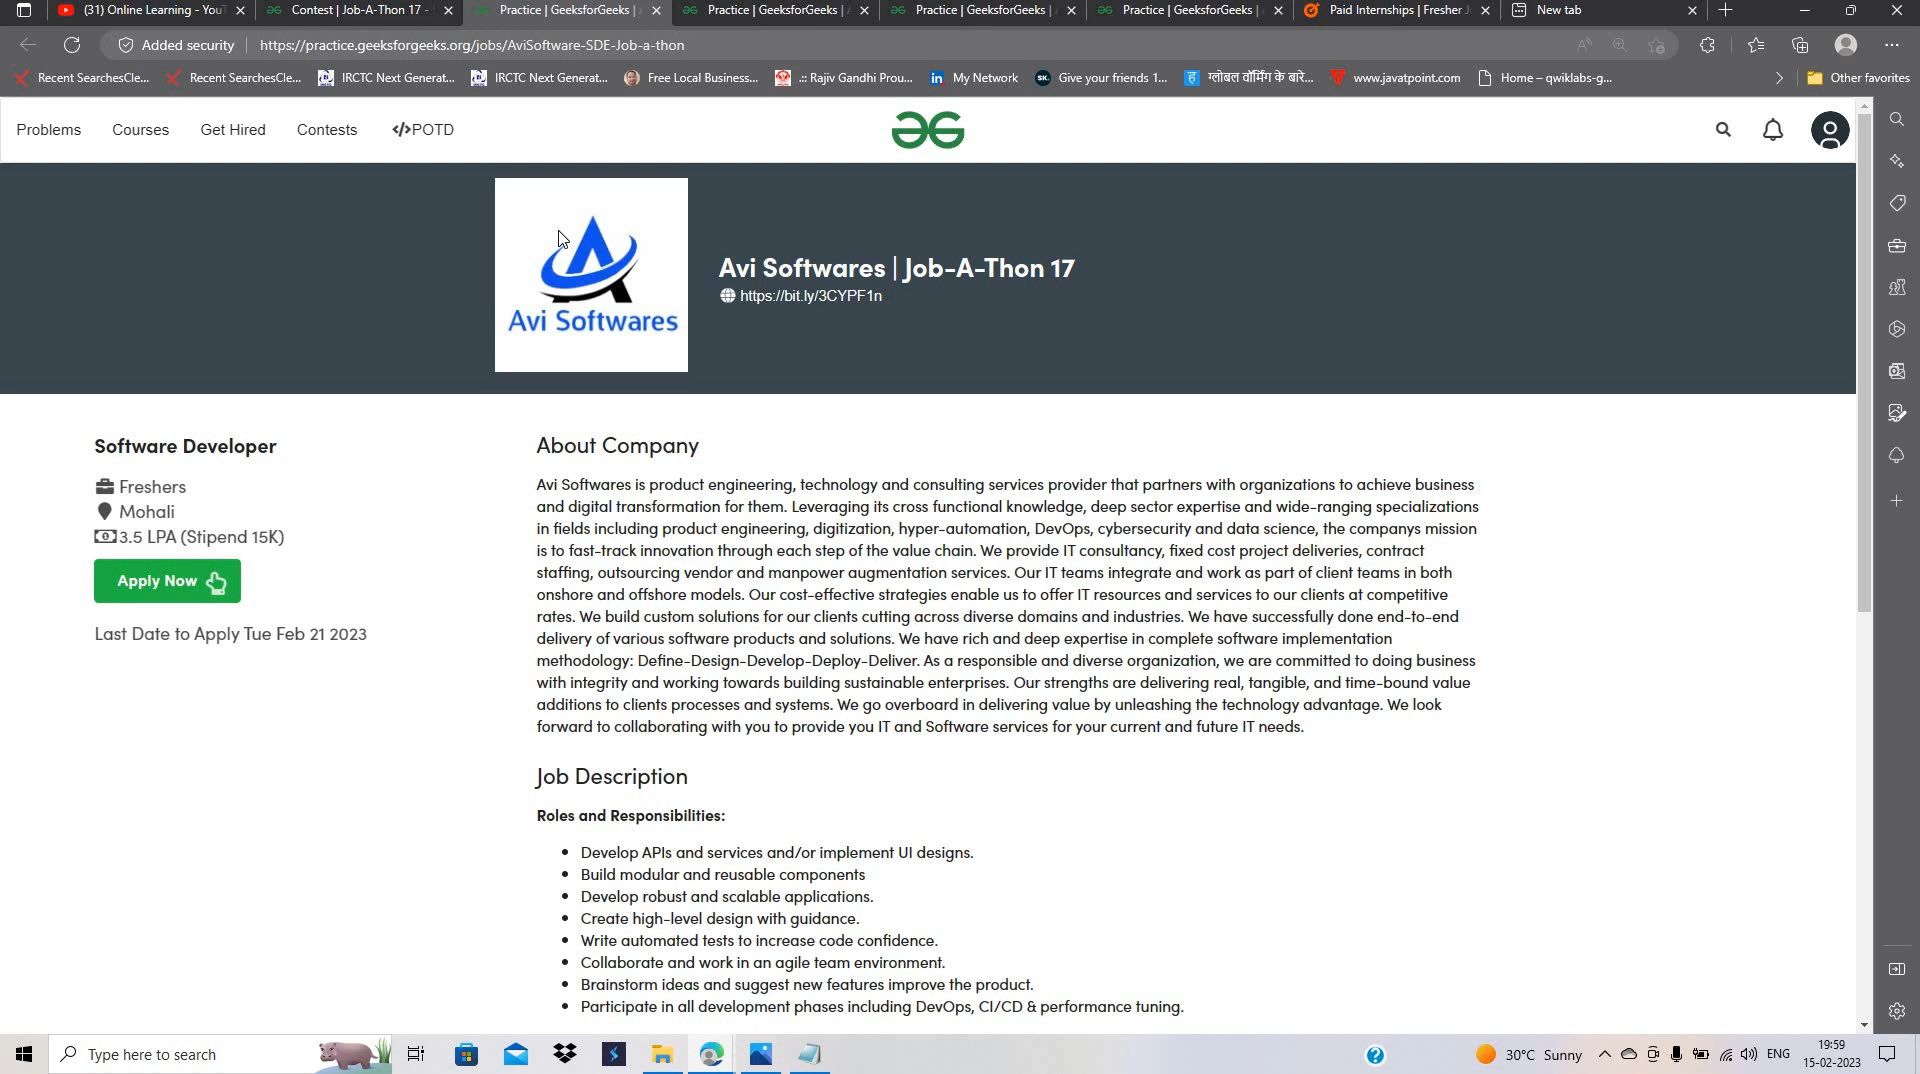 (31) Online Learning - You
Contest | Job-A-Thon 17 -
Practice | GeeksforGeeks |
Practice | GeeksforGeeks |
Practice | GeeksforGeeks |
Practice | GeeksforGeeks |
Paid Internships | Fresher
New tab
Added security
https://practice.geeksforgeeks.org/jobs/AviSoftware-SDE-Job-a-thon
Recent SearchesCle...
Recent SearchesCle...
IRCTC Next Generat...
IRCTC Next Generat...
Free Local Business...
.:: Rajiv Gandhi Prou...
in My Network
SK. Give your friends 1...
ह ग्लोबल वॉर्मिंग के बारे...
www.javatpoint.com
Home – qwiklabs-g...
Other favorites
Problems
Courses
Get Hired
Contests
</>POTD
Avi Softwares
Avi Softwares | Job-A-Thon 17
https://bit.ly/3CYPF1n
Software Developer
Freshers
Mohali
3.5 LPA (Stipend 15K)
Apply Now
Last Date to Apply Tue Feb 21 2023
About Company
Avi Softwares is product engineering, technology and consulting services provider that partners with organizations to achieve business
and digital transformation for them. Leveraging its cross functional knowledge, deep sector expertise and wide-ranging specializations
in fields including product engineering, digitization, hyper-automation, DevOps, cybersecurity and data science, the companys mission
is to fast-track innovation through each step of the value chain. We provide IT consultancy, fixed cost project deliveries, contract
staffing, outsourcing vendor and manpower augmentation services. Our IT teams integrate and work as part of client teams in both
onshore and offshore models. Our cost-effective strategies enable us to offer IT resources and services to our clients at competitive
rates. We build custom solutions for our clients cutting across diverse domains and industries. We have successfully done end-to-end
delivery of various software products and solutions. We have rich and deep expertise in complete software implementation
methodology: Define-Design-Develop-Deploy-Deliver. As a responsible and diverse organization, we are committed to doing business
with integrity and working towards building sustainable enterprises. Our strengths are delivering real, tangible, and time-bound value
additions to clients processes and systems. We go overboard in delivering value by unleashing the technology advantage. We look
forward to collaborating with you to provide you IT and Software services for your current and future IT needs.
Job Description
Roles and Responsibilities:
Develop APIs and services and/or implement UI designs.
Build modular and reusable components
Develop robust and scalable applications.
Create high-level design with guidance.
Write automated tests to increase code confidence.
Collaborate and work in an agile team environment.
Brainstorm ideas and suggest new features improve the product.
Participate in all development phases including DevOps, CI/CD & performance tuning.
Type here to search
30°C Sunny
ENG
19:59
15-02-2023